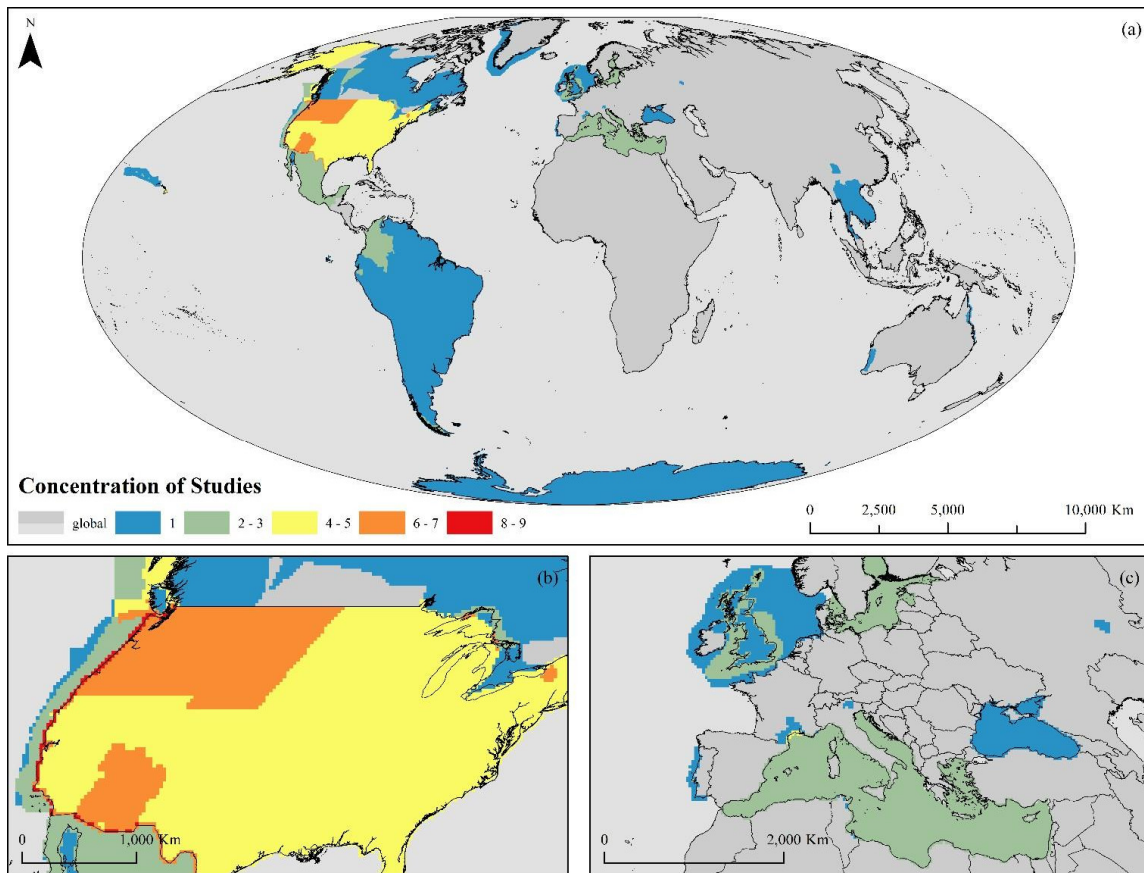 N
(a)
Concentration of Studies
global 1 2 - 3 4 - 5 6 - 7 8 - 9
0 2,500 5,000 10,000 Km
(b)
0 1,000 Km
(c)
0 2,000 Km